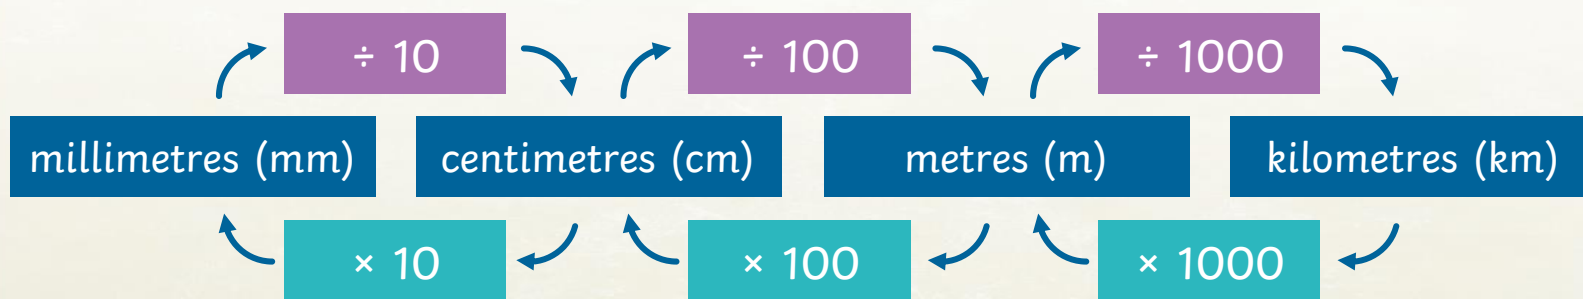 ÷ 10 ÷ 100 ÷ 1000
millimetres (mm) centimetres (cm) metres (m) kilometres (km)
× 10 × 100 × 1000